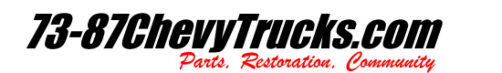 73-87ChevyTrucks.com
Parts, Restoration, Community